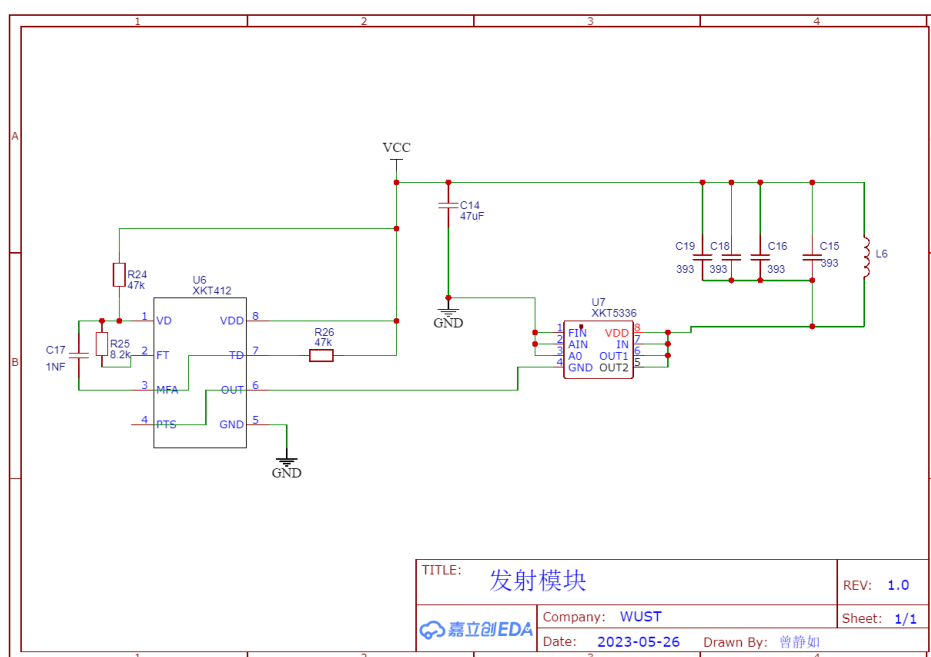 1 2 3 4
A
VCC
C14
47uF
C19 C18 C16 C15
393 393 393 393
L6
R24
47k
U6
XKT412
GND
U7
XKT5336
R26
47k
1 VD VDD 8
R25
8.2k
C17
1NF
2 FT TD 7
3 MFA OUT 6
4 PTS GND 5
1 FIN VDD 8
2 AIN IN 7
3 A0 OUT1 6
4 GND OUT2 5
B
GND
TITLE: 发射模块
REV: 1.0
嘉立创EDA
Company: WUST
Sheet: 1/1
Date: 2023-05-26 Drawn By: 曾静如
1 2 3 4